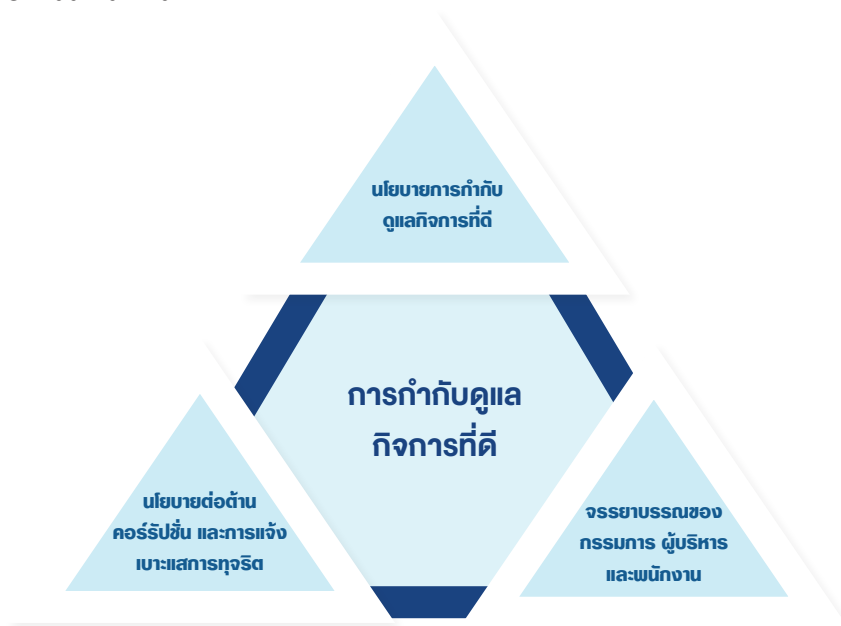 นโยบายการกำกับ
ดูแลกิจการที่ดี
การกำกับดูแล
กิจการที่ดี
นโยบายต่อต้าน
คอร์รัปชั่น และการแจ้ง
เบาะแสการทุจริต
จรรยาบรรณของ
กรรมการ ผู้บริหาร
และพนักงาน